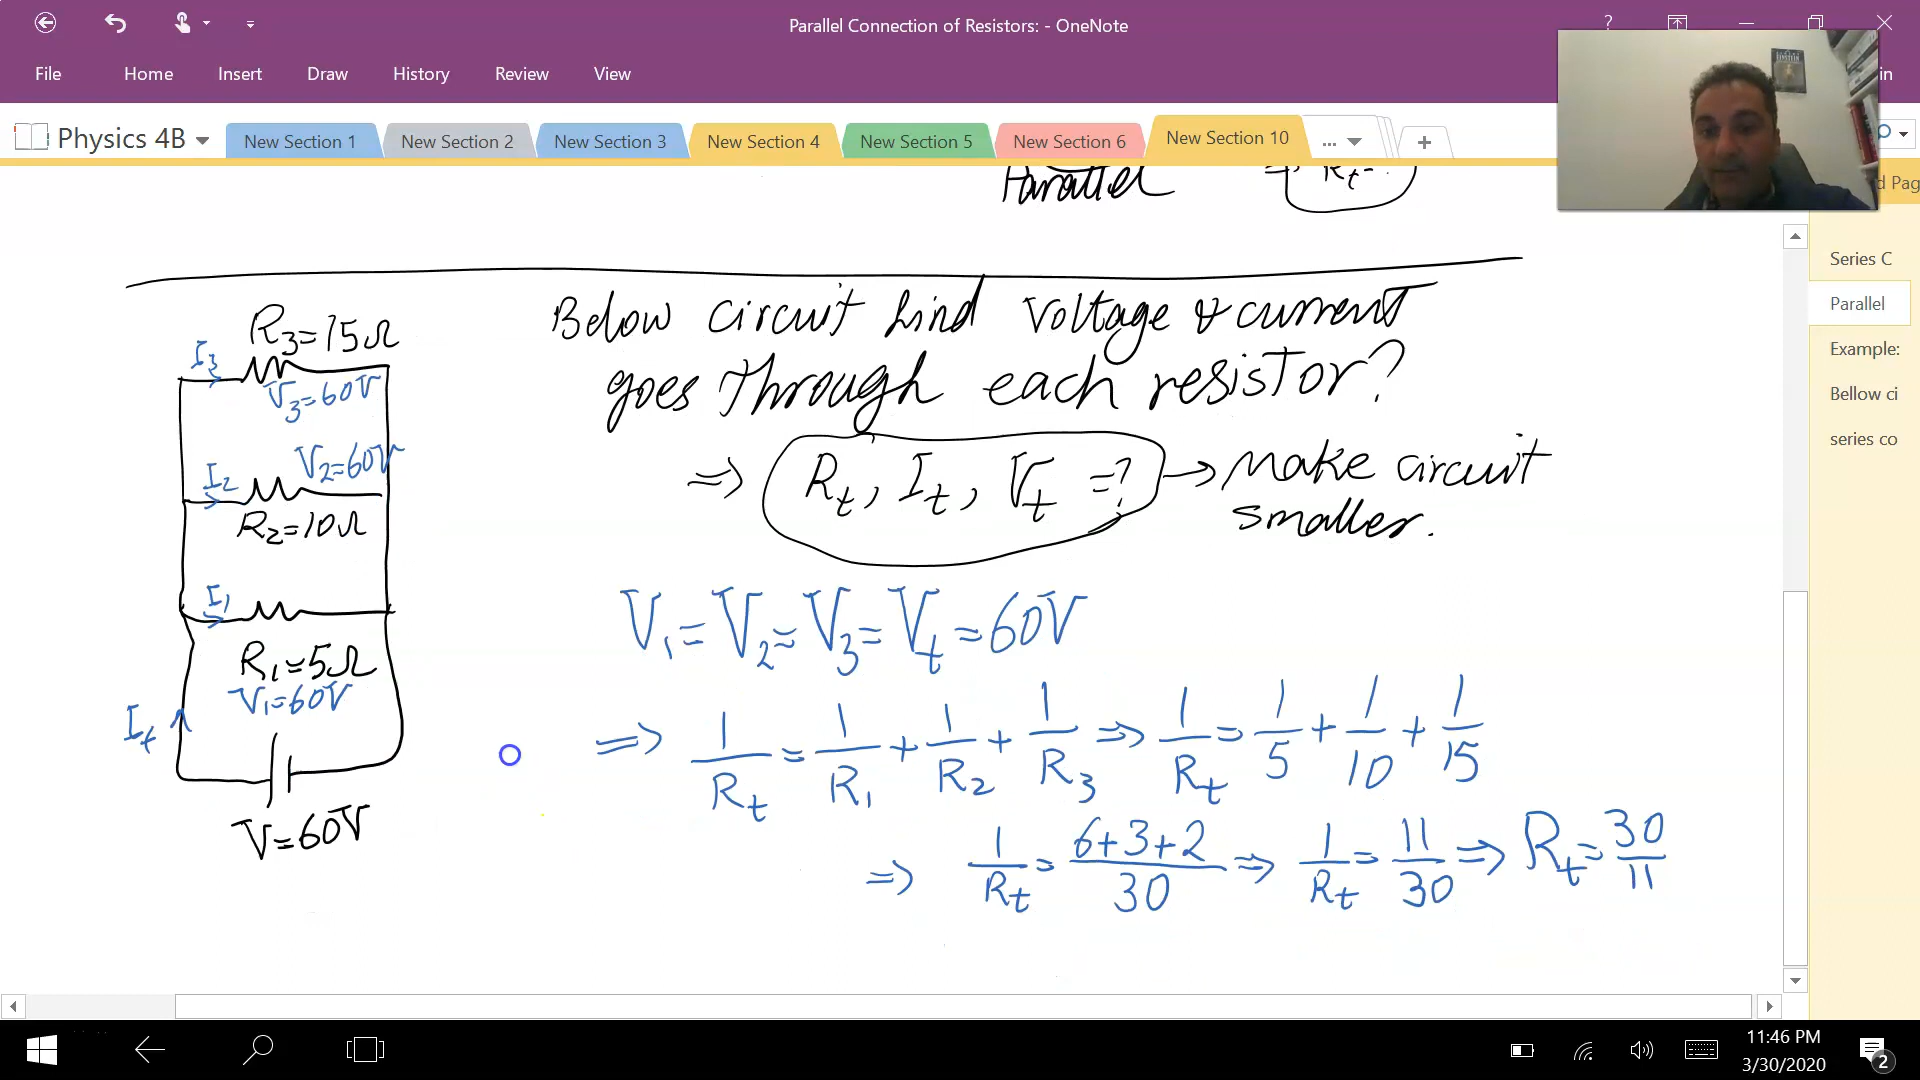 Parallel Connection of Resistors: - OneNote
?
File Home Insert Draw History Review View
in
Physics 4B New Section 1 New Section 2 New Section 3 New Section 4 New Section 5 New Section 6 New Section 10 ... +
d Pag
Parallel ⇒ Rt=?
Series C
Parallel
Example:
Bellow ci
series co
Below circuit find Voltage & current
goes through each resistor?
⇒ Rt, It, Vt =? → Make circuit
smaller.
R3=15Ω
I3
V3=60V
V2=60V
I2
R2=10Ω
I1
R1=5Ω
V1=60V
It
V=60V
V1=V2=V3=Vt=60V
⇒ 1/Rt = 1/R1 + 1/R2 + 1/R3 ⇒ 1/Rt = 1/5 + 1/10 + 1/15
⇒ 1/Rt = 6+3+2/30 ⇒ 1/Rt = 11/30 ⇒ Rt = 30/11
11:46 PM
3/30/2020
2